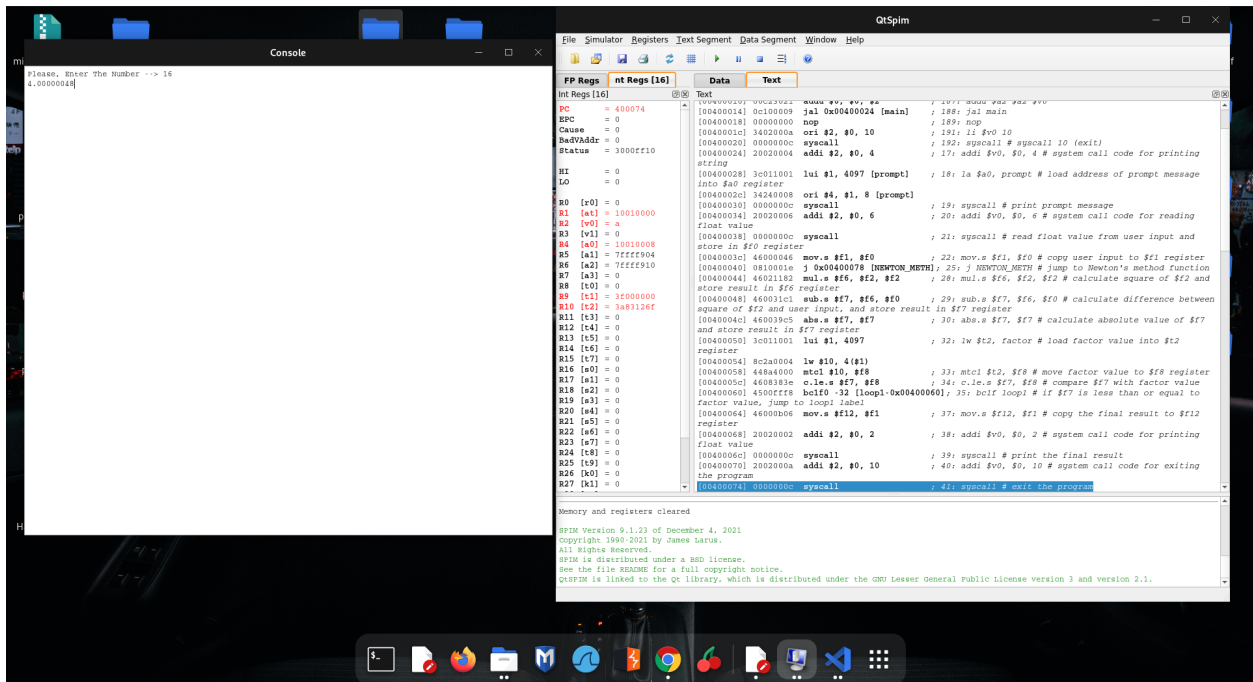 QtSpim
File Simulator Registers Text Segment Data Segment Window Help
Console
Please, Enter The Number --> 16
4.00000048
FP Regs
nt Regs [16]
Data
Text
Int Regs [16]
Text
PC = 400074
EPC = 0
Cause = 0
BadVAddr = 0
Status = 3000ff10
HI = 0
LO = 0
R0 [r0] = 0
R1 [at] = 10010000
R2 [v0] = a
R3 [v1] = 0
R4 [a0] = 10010008
R5 [a1] = 7ffff904
R6 [a2] = 7ffff910
R7 [a3] = 0
R8 [t0] = 0
R9 [t1] = 3f000000
R10 [t2] = 3a83126f
R11 [t3] = 0
R12 [t4] = 0
R13 [t5] = 0
R14 [t6] = 0
R15 [t7] = 0
R16 [s0] = 0
R17 [s1] = 0
R18 [s2] = 0
R19 [s3] = 0
R20 [s4] = 0
R21 [s5] = 0
R22 [s6] = 0
R23 [s7] = 0
R24 [t8] = 0
R25 [t9] = 0
R26 [k0] = 0
R27 [k1] = 0
[00400010] 00c23021 addu $6, $6, $2 ; 187: addu $a2 $a2 $v0
[00400014] 0c100009 jal 0x00400024 [main] ; 188: jal main
[00400018] 00000000 nop ; 189: nop
[0040001c] 3402000a ori $2, $0, 10 ; 191: li $v0 10
[00400020] 0000000c syscall ; 192: syscall # syscall 10 (exit)
[00400024] 20020004 addi $2, $0, 4 ; 17: addi $v0, $0, 4 # system call code for printing
string
[00400028] 3c011001 lui $1, 4097 [prompt] ; 18: la $a0, prompt # load address of prompt message
into $a0 register
[0040002c] 34240008 ori $4, $1, 8 [prompt]
[00400030] 0000000c syscall ; 19: syscall # print prompt message
[00400034] 20020006 addi $2, $0, 6 ; 20: addi $v0, $0, 6 # system call code for reading
float value
[00400038] 0000000c syscall ; 21: syscall # read float value from user input and
store in $f0 register
[0040003c] 46000046 mov.s $f1, $f0 ; 22: mov.s $f1, $f0 # copy user input to $f1 register
[00400040] 0810001e j 0x00400078 [NEWTON_METH]; 25: j NEWTON_METH # jump to Newton's method function
[00400044] 46021182 mul.s $f6, $f2, $f2 ; 28: mul.s $f6, $f2, $f2 # calculate square of $f2 and
store result in $f6 register
[00400048] 460031c1 sub.s $f7, $f6, $f0 ; 29: sub.s $f7, $f6, $f0 # calculate difference between
square of $f2 and user input, and store result in $f7 register
[0040004c] 460039c5 abs.s $f7, $f7 ; 30: abs.s $f7, $f7 # calculate absolute value of $f7
and store result in $f7 register
[00400050] 3c011001 lui $1, 4097 ; 32: lw $t2, factor # load factor value into $t2
register
[00400054] 8c2a0004 lw $10, 4($1)
[00400058] 448a4000 mtc1 $10, $f8 ; 33: mtc1 $t2, $f8 # move factor value to $f8 register
[0040005c] 4608383e c.le.s $f7, $f8 ; 34: c.le.s $f7, $f8 # compare $f7 with factor value
[00400060] 4500fff8 bc1f0 -32 [loop1-0x00400060]; 35: bc1f loop1 # if $f7 is less than or equal to
factor value, jump to loop1 label
[00400064] 46000b06 mov.s $f12, $f1 ; 37: mov.s $f12, $f1 # copy the final result to $f12
register
[00400068] 20020002 addi $2, $0, 2 ; 38: addi $v0, $0, 2 # system call code for printing
float value
[0040006c] 0000000c syscall ; 39: syscall # print the final result
[00400070] 2002000a addi $2, $0, 10 ; 40: addi $v0, $0, 10 # system call code for exiting
the program
[00400074] 0000000c syscall ; 41: syscall # exit the program
Memory and registers cleared
SPIM Version 9.1.23 of December 4, 2021
Copyright 1990-2021 by James Larus.
All Rights Reserved.
SPIM is distributed under a BSD license.
See the file README for a full copyright notice.
QtSPIM is linked to the Qt library, which is distributed under the GNU Lesser General Public License version 3 and version 2.1.